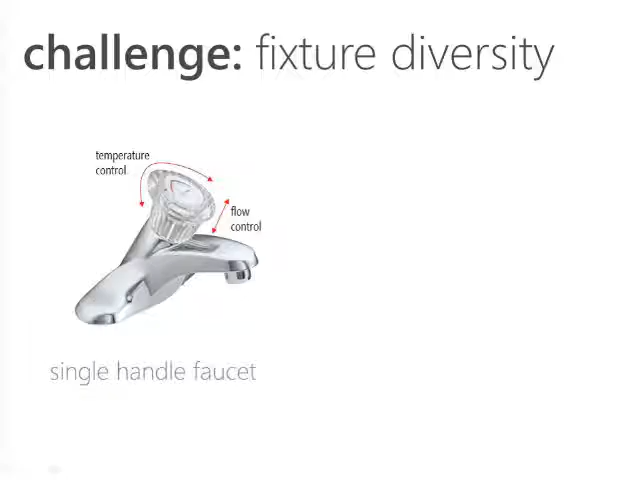 challenge: fixture diversity
temperature
control
flow
control
single handle faucet